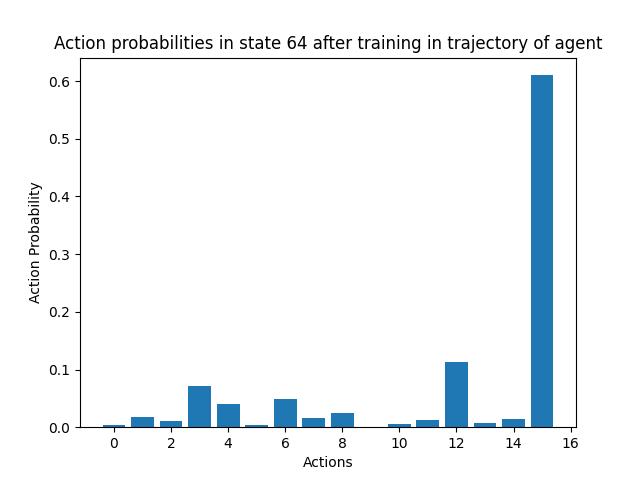 Action probabilities in state 64 after training in trajectory of agent
0.6
0.5
0.4
0.3
0.2
0.1
0.0
Action Probability
0 2 4 6 8 10 12 14 16
Actions